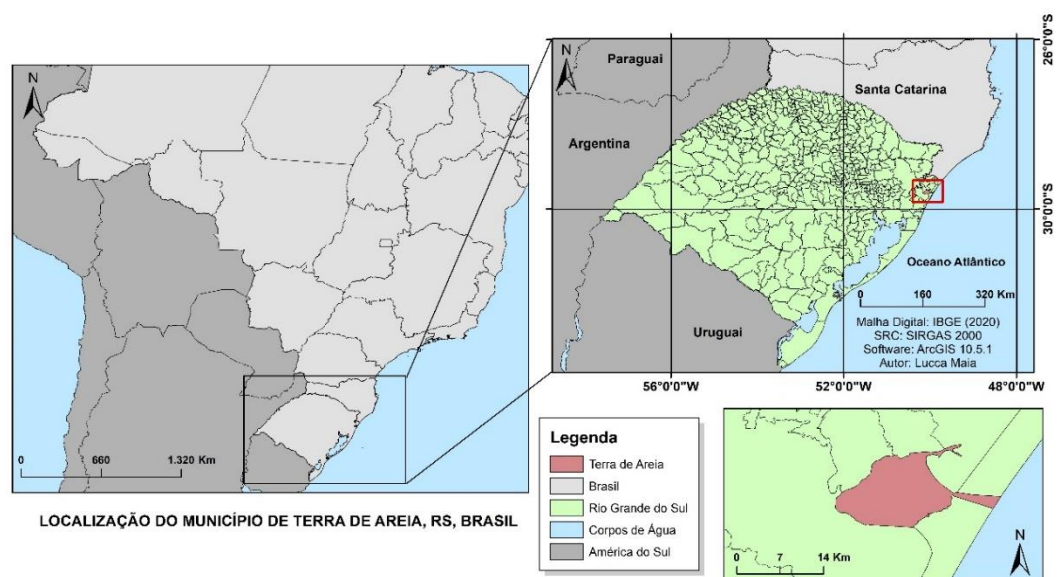 N
0 660 1.320 Km
LOCALIZAÇÃO DO MUNICÍPIO DE TERRA DE AREIA, RS, BRASIL
N
Paraguai
Santa Catarina
Argentina
Oceano Atlântico
0 160 320 Km
Uruguai
Malha Digital: IBGE (2020)
SRC: SIRGAS 2000
Software: ArcGIS 10.5.1
Autor: Lucca Maia
26°0'0"S
30°0'0"S
56°0'0"W 52°0'0"W 48°0'0"W
Legenda
Terra de Areia
Brasil
Rio Grande do Sul
Corpos de Água
América do Sul
N
0 7 14 Km